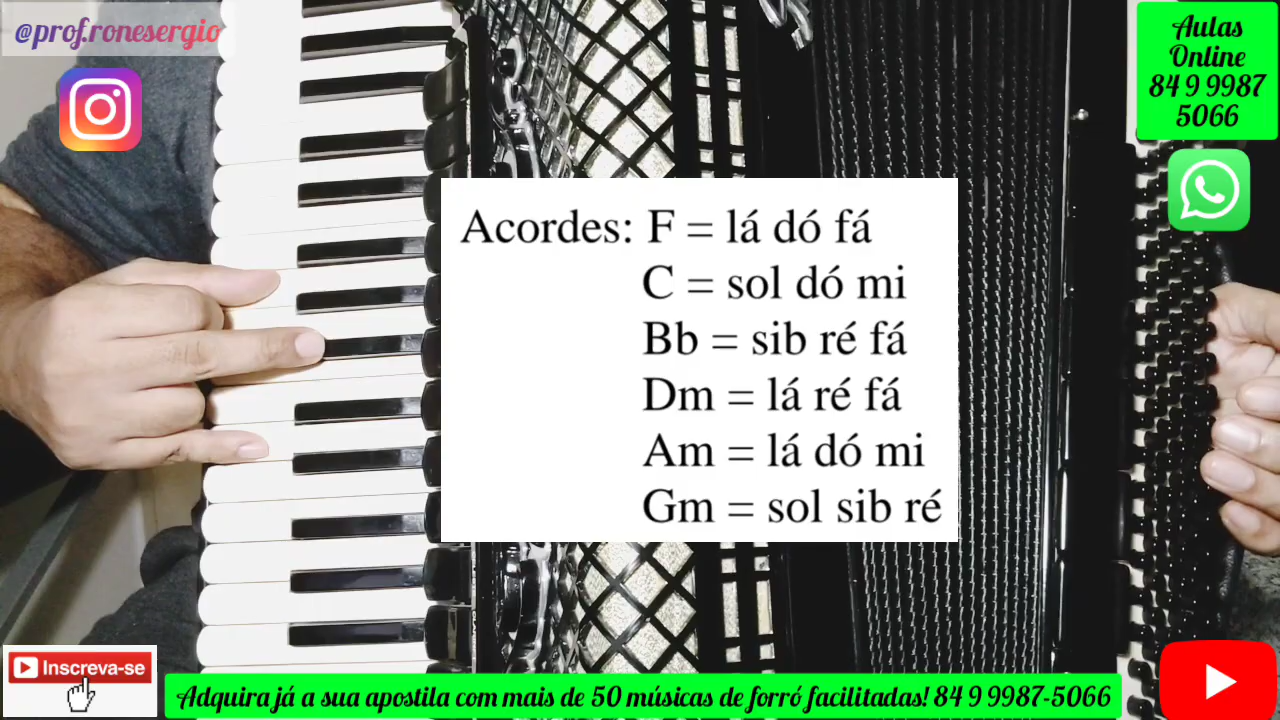 @prof.ronesergio
Aulas
Online
84 9 9987
5066
Acordes: F = lá dó fá
C = sol dó mi
Bb = sib ré fá
Dm = lá ré fá
Am = lá dó mi
Gm = sol sib ré
Inscreva-se
Adquira já a sua apostila com mais de 50 músicas de forró facilitadas! 84 9 9987-5066